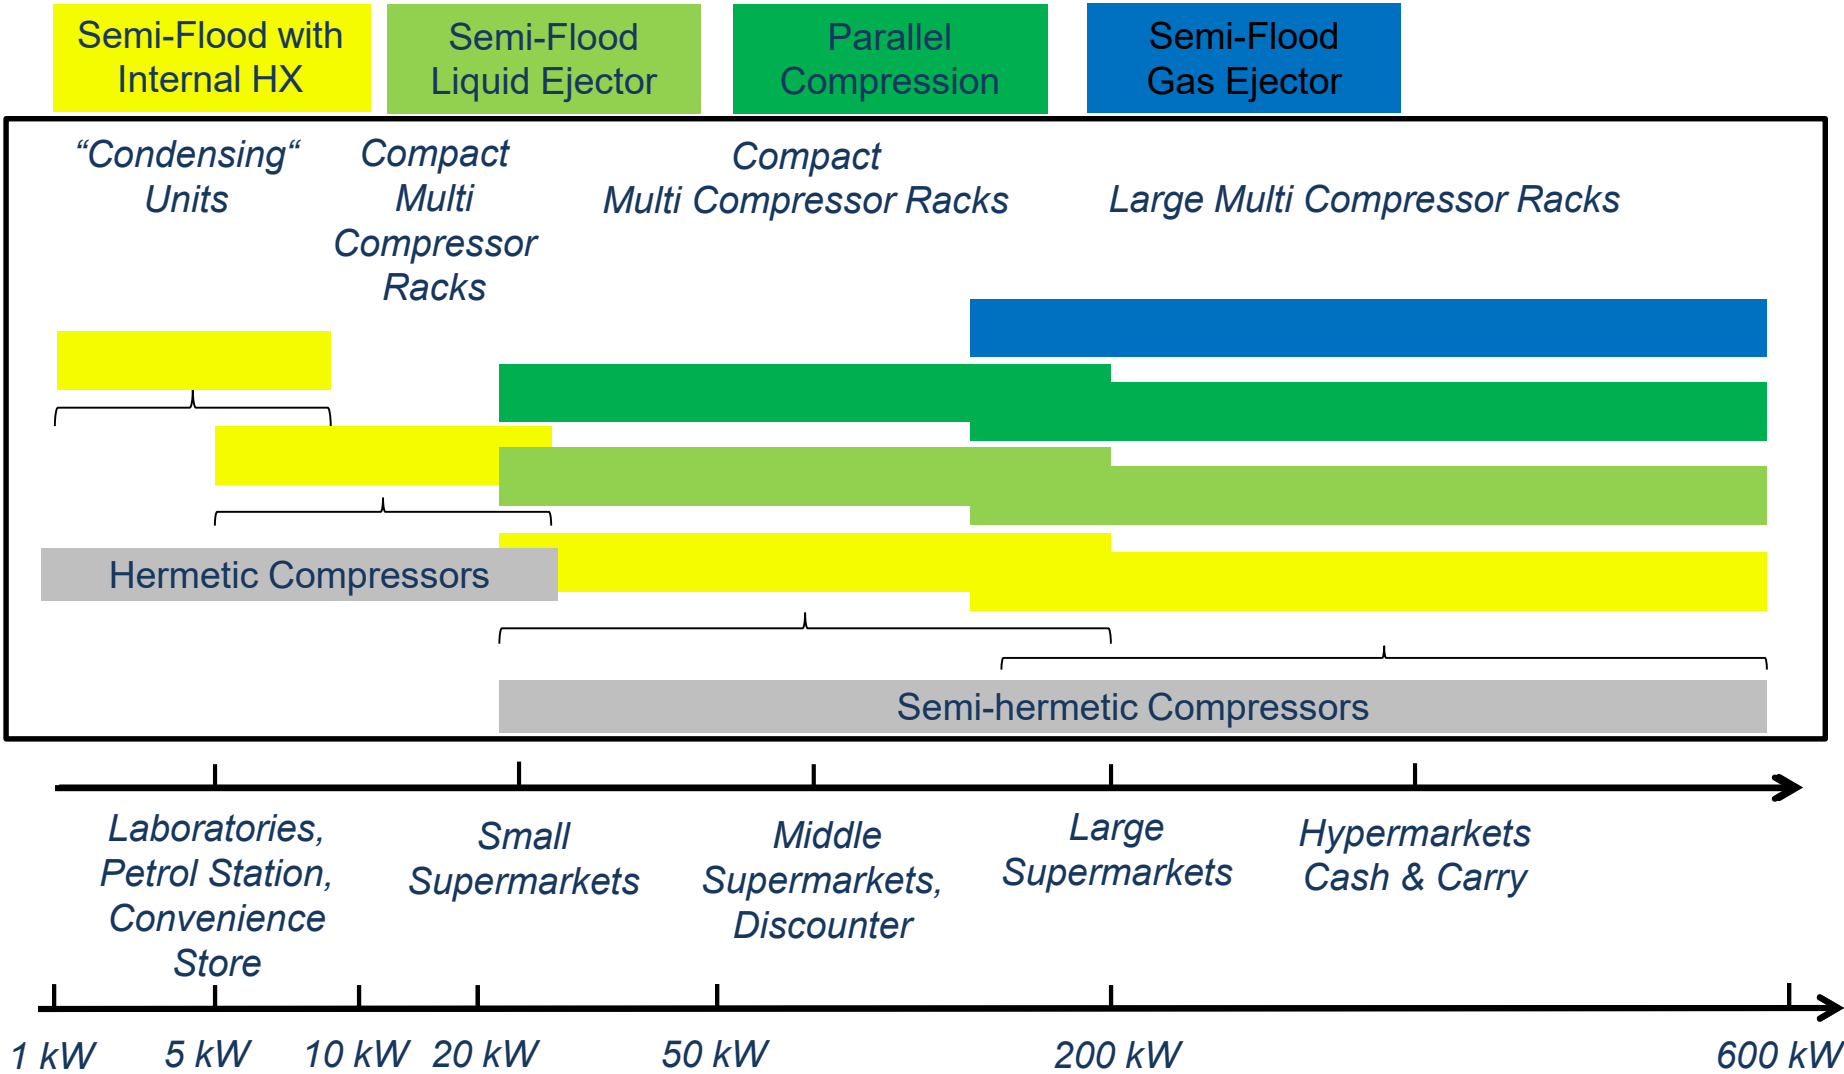 Semi-Flood with
Internal HX
Semi-Flood
Liquid Ejector
Parallel
Compression
Semi-Flood
Gas Ejector
“Condensing“
Units
Compact
Multi
Compressor
Racks
Compact
Multi Compressor Racks
Large Multi Compressor Racks
Hermetic Compressors
Semi-hermetic Compressors
Laboratories,
Petrol Station,
Convenience
Store
Small
Supermarkets
Middle
Supermarkets,
Discounter
Large
Supermarkets
Hypermarkets
Cash & Carry
1 kW
5 kW
10 kW
20 kW
50 kW
200 kW
600 kW